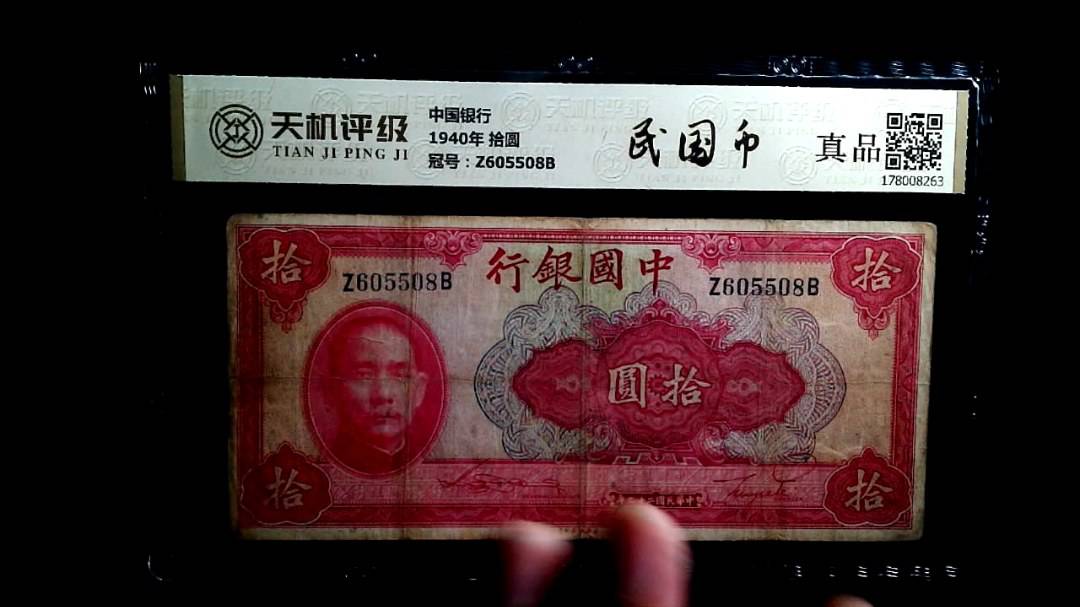 天机评级
TIAN JI PING JI
中国银行
1940年 拾圆
冠号：Z605508B
民国币
真品
178008263
拾
行銀國中
拾
Z605508B
Z605508B
圓拾
拾
拾